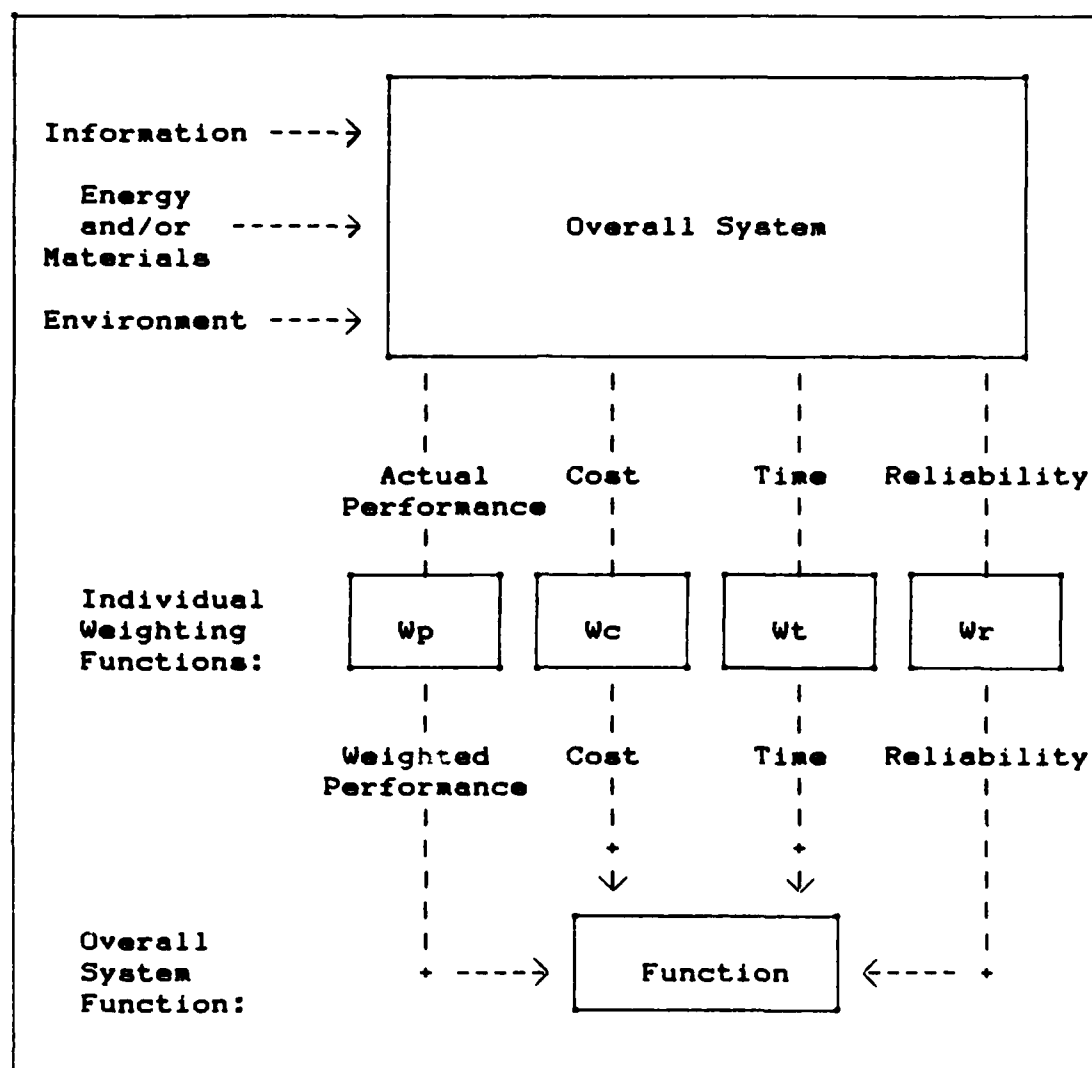 Information
Energy
and/or
Materials
Environment
Overall System
Actual Performance
Cost
Time
Reliability
Individual
Weighting
Functions:
Wp
Wc
Wt
Wr
Weighted
Performance
Cost
Time
Reliability
Overall
System
Function:
Function